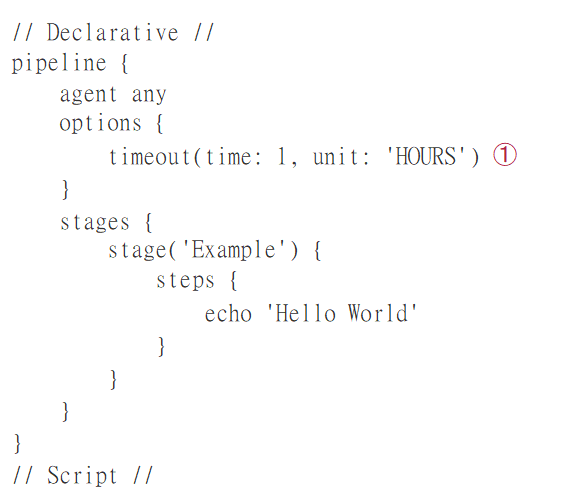 // Declarative //
pipeline {
    agent any
    options {
        timeout(time: 1, unit: 'HOURS') ①
    }
    stages {
        stage('Example') {
            steps {
                echo 'Hello World'
            }
        }
    }
}
// Script //